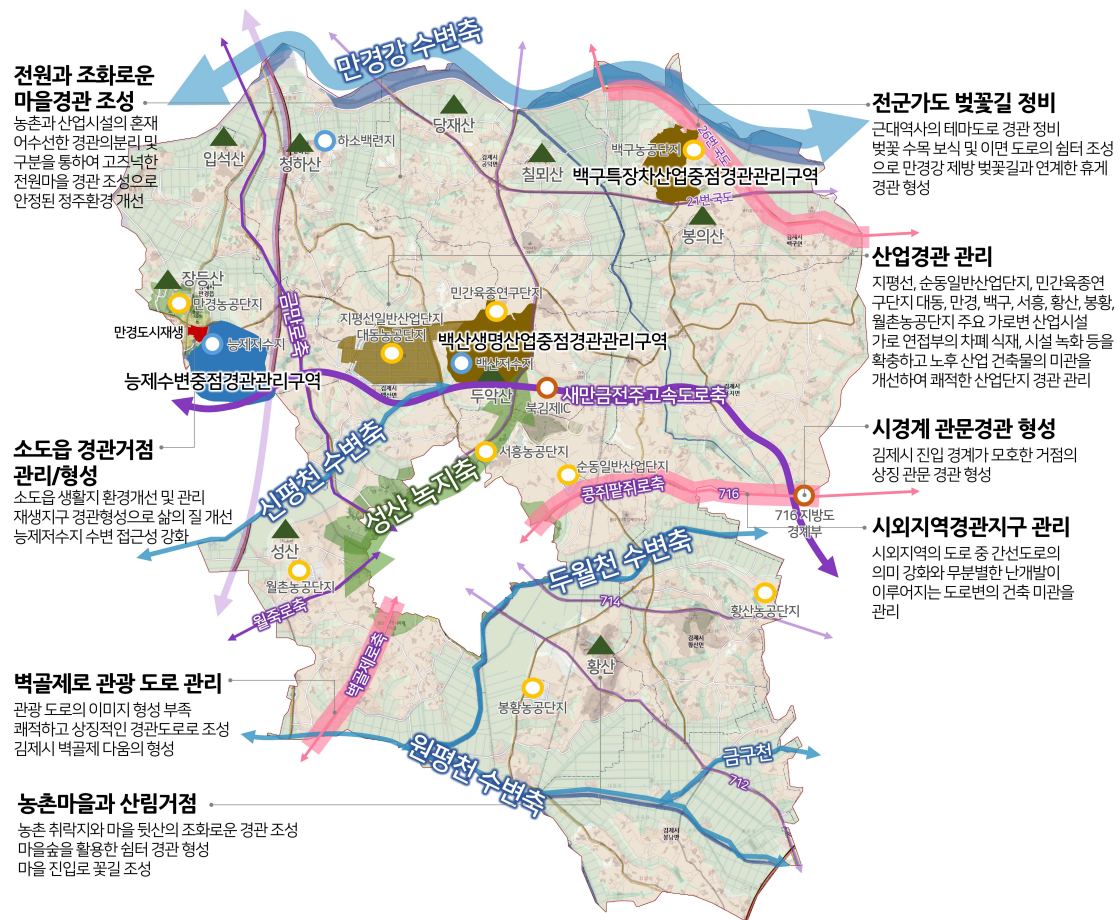 만경강 수변축
전원과 조화로운
마을경관 조성
농촌과 산업시설의 혼재
어수선한 경관의분리 및
구분을 통하여 고즈넉한
전원마을 경관 조성으로
안정된 정주환경 개선
전군가도 벚꽃길 정비
근대역사의 테마도로 경관 정비
벚꽃 수목 보식 및 이면 도로의 쉼터 조성
으로 만경강 제방 벚꽃길과 연계한 휴게
경관 형성
당재산
입석산
청하산
하소백련지
칠뫼산
백구농공단지
26번국도
백구특장차산업중점경관관리구역
21번국도
봉의산
산업경관 관리
지평선, 순동일반산업단지, 민간육종연
구단지 대동, 만경, 백구, 서흥, 황산, 봉황,
월촌농공단지 주요 가로변 산업시설
가로 연접부의 차폐 식재, 시설 녹화 등을
확충하고 노후 산업 건축물의 미관을
개선하여 쾌적한 산업단지 경관 관리
장등산
만경농공단지
만경도시재생
능제저수지
능제수변중점경관관리구역
금만로축
민간육종연구단지
지평선일반산업단지
대동농공단지
백산생명산업중점경관관리구역
백산저수지
두악산
북김제IC
새만금전주고속도로축
소도읍 경관거점
관리/형성
소도읍 생활지 환경개선 및 관리
재생지구 경관형성으로 삶의 질 개선
능제저수지 수변 접근성 강화
시경계 관문경관 형성
김제시 진입 경계가 모호한 거점의
상징 관문 경관 형성
신평천 수변축
성산 녹지축
서흥농공단지
순동일반산업단지
콩쥐팥쥐로축
716
716 지방도
경계부
시외지역경관지구 관리
시외지역의 도로 중 간선도로의
의미 강화와 무분별한 난개발이
이루어지는 도로변의 건축 미관을
관리
성산
월촌농공단지
월죽로축
두월천 수변축
714
황산농공단지
벽골제로축
황산
봉황농공단지
벽골제로 관광 도로 관리
관광 도로의 이미지 형성 부족
쾌적하고 상징적인 경관도로로 조성
김제시 벽골제 다움의 형성
원평천 수변축
금구천
712
농촌마을과 산림거점
농촌 취락지와 마을 뒷산의 조화로운 경관 조성
마을숲을 활용한 쉼터 경관 형성
마을 진입로 꽃길 조성